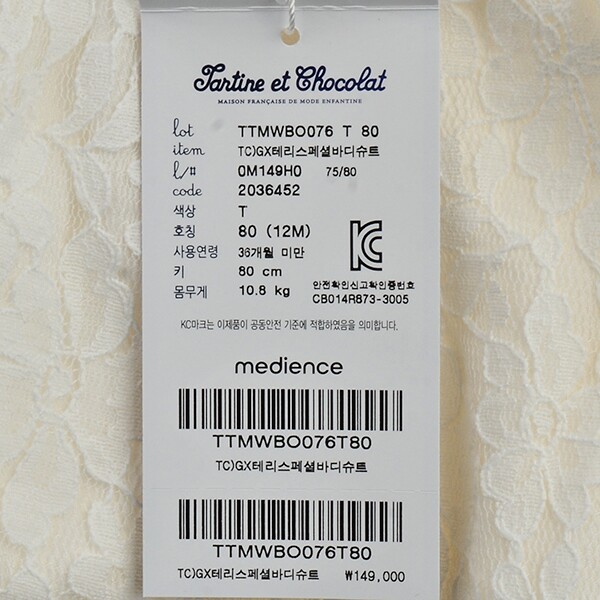 Tartine et Chocolat
MAISON FRANÇAISE DE MODE ENFANTINE
lot TTMWBO076 T 80
item TC)GX테리스페셜바디슈트
l/# 0M149H0 75/80
code 2036452
색상 T
호칭 80 (12M)
사용연령 36개월 미만
키 80 cm
몸무게 10.8 kg
KC
안전확인신고확인증번호
CB014R873-3005
KC마크는 이제품이 공동안전 기준에 적합하였음을 의미합니다.
medience
TTMWBO076T80
TC)GX테리스페셜바디슈트
TTMWBO076T80
TC)GX테리스페셜바디슈트 ₩149,000